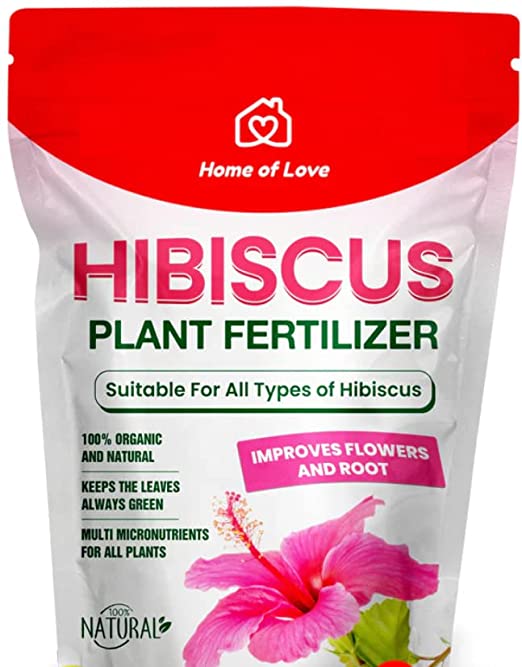 Home of Love
HIBISCUS
PLANT FERTILIZER
Suitable For All Types of Hibiscus
100% ORGANIC
AND NATURAL
KEEPS THE LEAVES
ALWAYS GREEN
MULTI MICRONUTRIENTS
FOR ALL PLANTS
IMPROVES FLOWERS
AND ROOT
100%
NATURAL